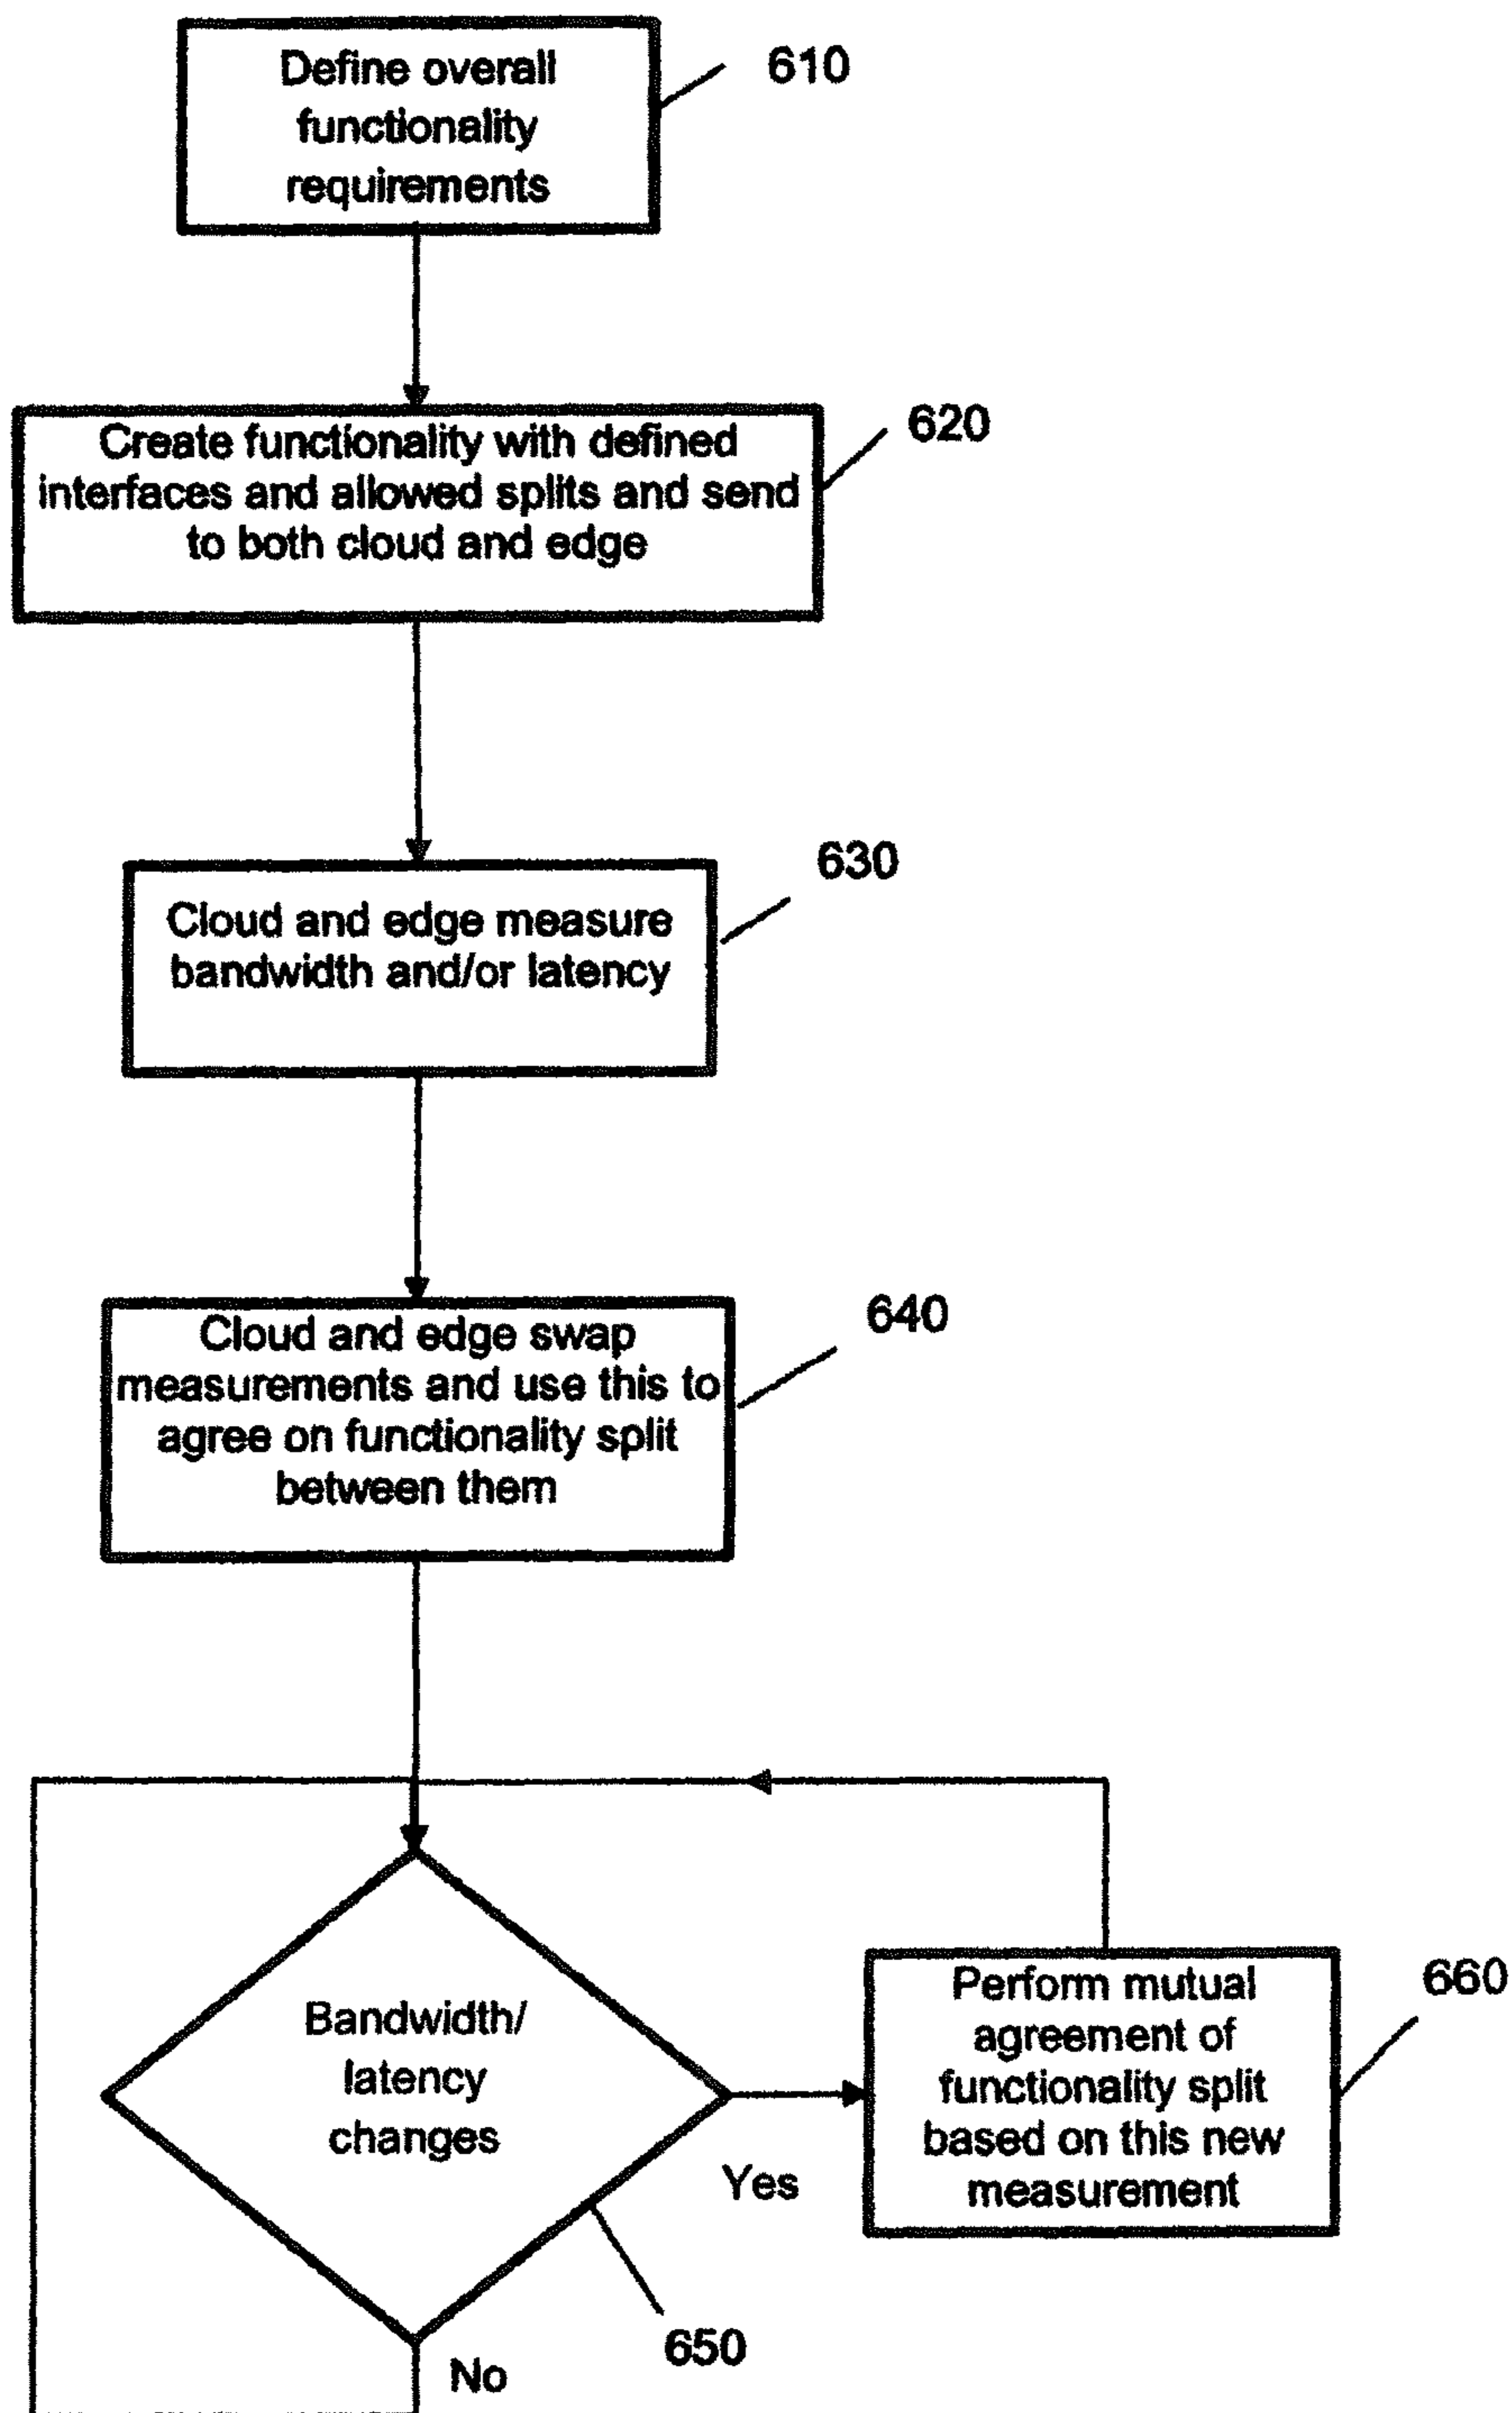 Define overall
functionality
requirements
610
Create functionality with defined
interfaces and allowed splits and send
to both cloud and edge
620
Cloud and edge measure
bandwidth and/or latency
630
Cloud and edge swap
measurements and use this to
agree on functionality split
between them
640
Bandwidth/
latency
changes
Yes
No
650
Perform mutual
agreement of
functionality split
based on this new
measurement
660